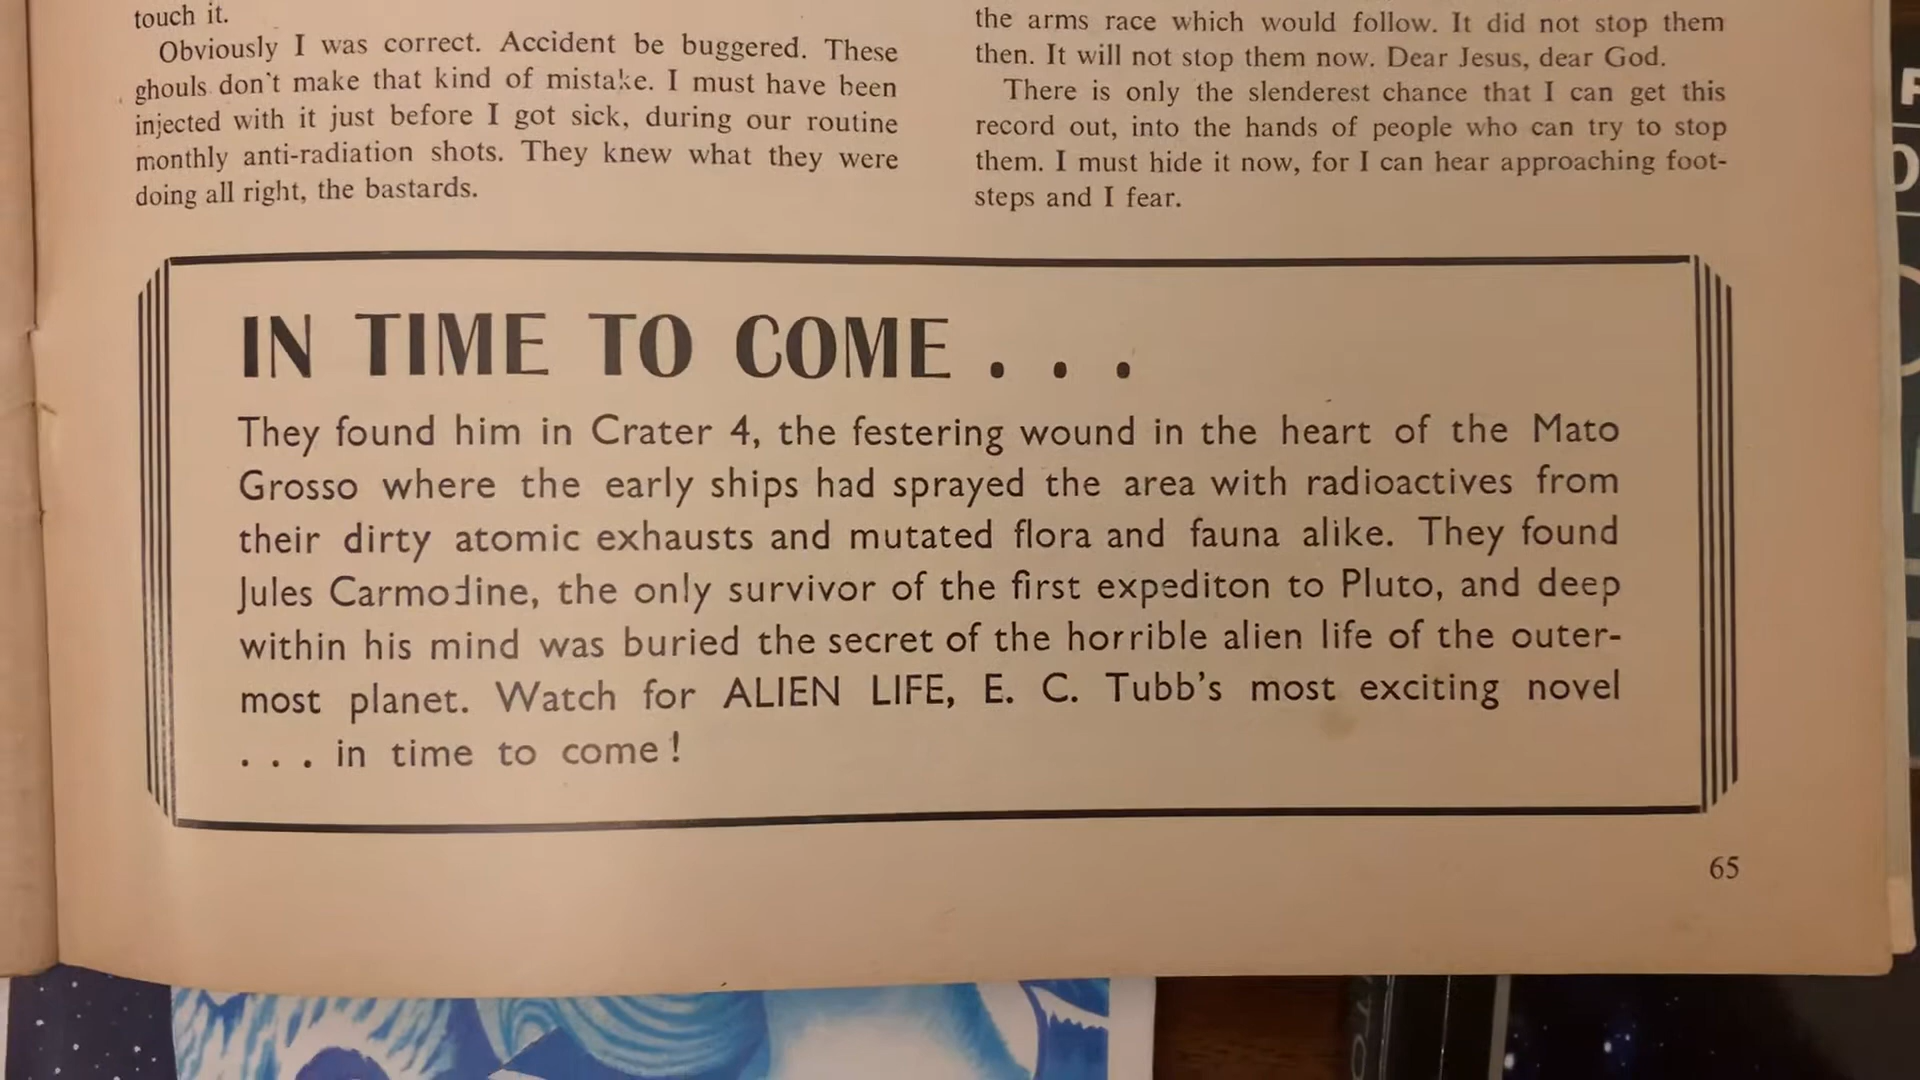 touch it.
Obviously I was correct. Accident be buggered. These
ghouls don't make that kind of mistake. I must have been
injected with it just before I got sick, during our routine
monthly anti-radiation shots. They knew what they were
doing all right, the bastards.
the arms race which would follow. It did not stop them
then. It will not stop them now. Dear Jesus, dear God.
There is only the slenderest chance that I can get this
record out, into the hands of people who can try to stop
them. I must hide it now, for I can hear approaching foot-
steps and I fear.
IN TIME TO COME . . .
They found him in Crater 4, the festering wound in the heart of the Mato
Grosso where the early ships had sprayed the area with radioactives from
their dirty atomic exhausts and mutated flora and fauna alike. They found
Jules Carmodine, the only survivor of the first expediton to Pluto, and deep
within his mind was buried the secret of the horrible alien life of the outer-
most planet. Watch for ALIEN LIFE, E. C. Tubb's most exciting novel
. . . in time to come!
65